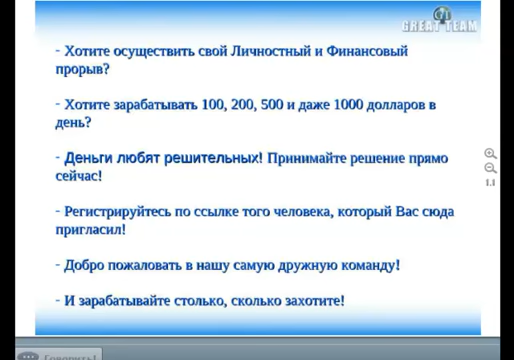 GREAT TEAM
- Хотите осуществить свой Личностный и Финансовый
прорыв?
- Хотите зарабатывать 100, 200, 500 и даже 1000 долларов в
день?
- Деньги любят решительных! Принимайте решение прямо
сейчас!
- Регистрируйтесь по ссылке того человека, который Вас сюда
пригласил!
- Добро пожаловать в нашу самую дружную команду!
- И зарабатывайте столько, сколько захотите!
1:1
Говорить!